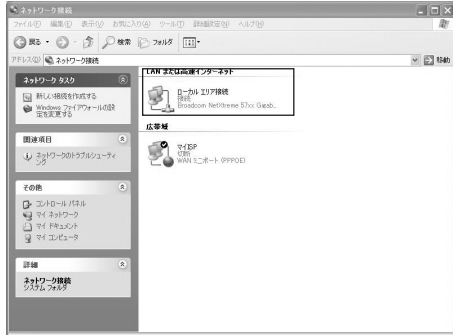 ネットワーク接続
ファイル(F) 編集(E) 表示(V) お気に入り(A) ツール(T) 詳細設定(N) ヘルプ(H)
戻る 検索 フォルダ
アドレス(D) ネットワーク接続 移動
ネットワーク タスク
新しい接続を作成する
Windows ファイアウォールの設
定を変更する
関連項目
ネットワークのトラブルシューティ
ング
その他
コントロール パネル
マイ ネットワーク
マイ ドキュメント
マイ コンピュータ
詳細
ネットワーク接続
システム フォルダ
LAN または高速インターネット
ローカル エリア接続
接続
Broadcom NetXtreme 57xx Gigab...
広帯域
マイISP
切断
WAN ミニポート (PPPOE)